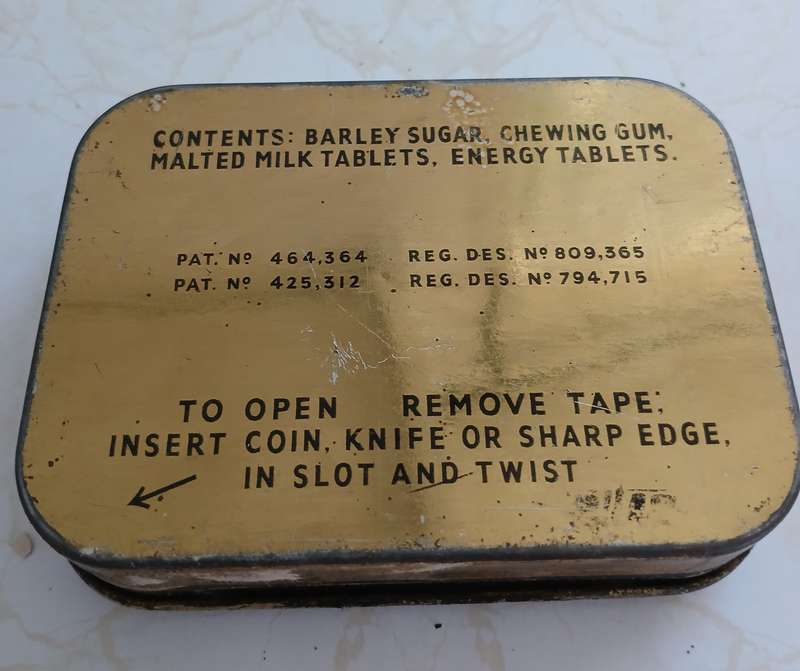 CONTENTS: BARLEY SUGAR, CHEWING GUM,
MALTED MILK TABLETS, ENERGY TABLETS.
PAT. Nº 464,364 REG. DES. Nº 809,365
PAT. Nº 425,312 REG. DES. Nº 794,715
TO OPEN REMOVE TAPE;
INSERT COIN, KNIFE OR SHARP EDGE,
IN SLOT AND TWIST